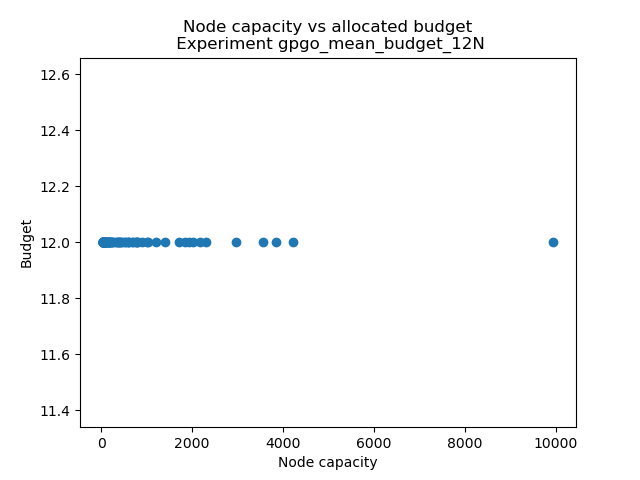 Node capacity vs allocated budget
Experiment gpgo_mean_budget_12N
12.6
12.4
12.2
12.0
11.8
11.6
11.4
Budget
0 2000 4000 6000 8000 10000
Node capacity